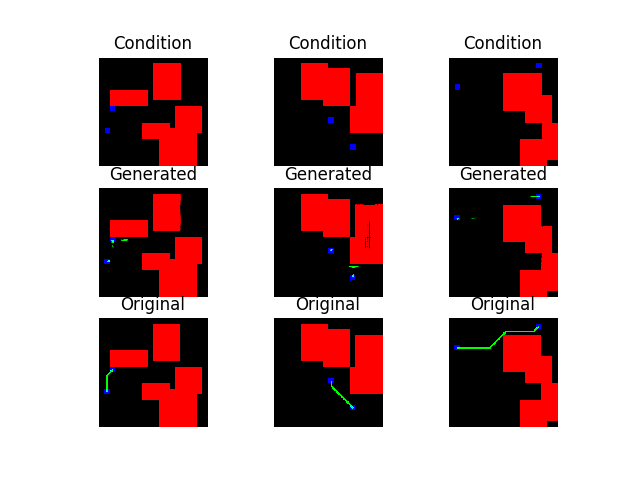 Condition Condition Condition
Generated Generated Generated
Original Original Original